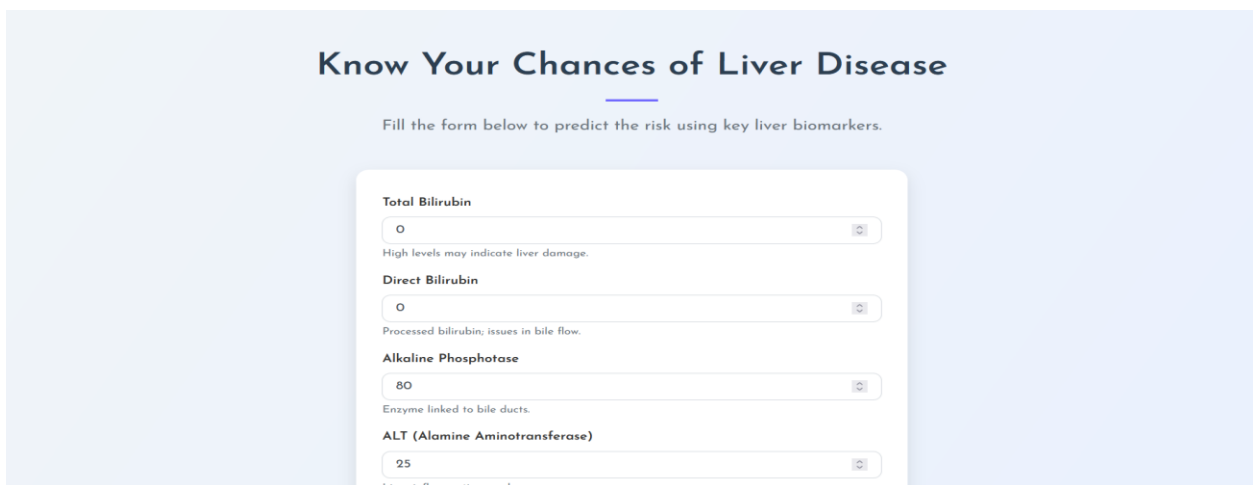 Know Your Chances of Liver Disease
Fill the form below to predict the risk using key liver biomarkers.
Total Bilirubin
0
High levels may indicate liver damage.
Direct Bilirubin
0
Processed bilirubin; issues in bile flow.
Alkaline Phosphotase
80
Enzyme linked to bile ducts.
ALT (Alamine Aminotransferase)
25